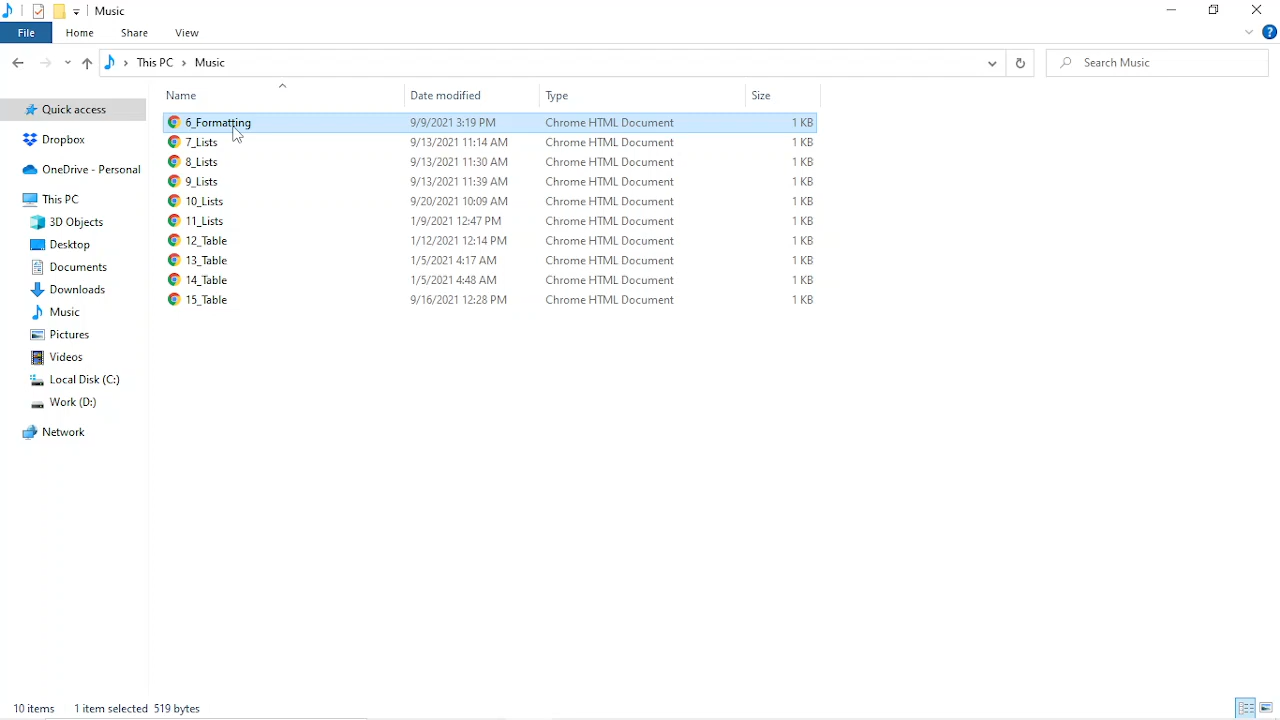 Music
File Home Share View
This PC Music
Search Music
Name Date modified Type Size
Quick access
Dropbox
OneDrive - Personal
This PC
3D Objects
Desktop
Documents
Downloads
Music
Pictures
Videos
Local Disk (C:)
Work (D:)
Network
6_Formatting 9/9/2021 3:19 PM Chrome HTML Document 1 KB
7_Lists 9/13/2021 11:14 AM Chrome HTML Document 1 KB
8_Lists 9/13/2021 11:30 AM Chrome HTML Document 1 KB
9_Lists 9/13/2021 11:39 AM Chrome HTML Document 1 KB
10_Lists 9/20/2021 10:09 AM Chrome HTML Document 1 KB
11_Lists 1/9/2021 12:47 PM Chrome HTML Document 1 KB
12_Table 1/12/2021 12:14 PM Chrome HTML Document 1 KB
13_Table 1/5/2021 4:17 AM Chrome HTML Document 1 KB
14_Table 1/5/2021 4:48 AM Chrome HTML Document 1 KB
15_Table 9/16/2021 12:28 PM Chrome HTML Document 1 KB
10 items 1 item selected 519 bytes